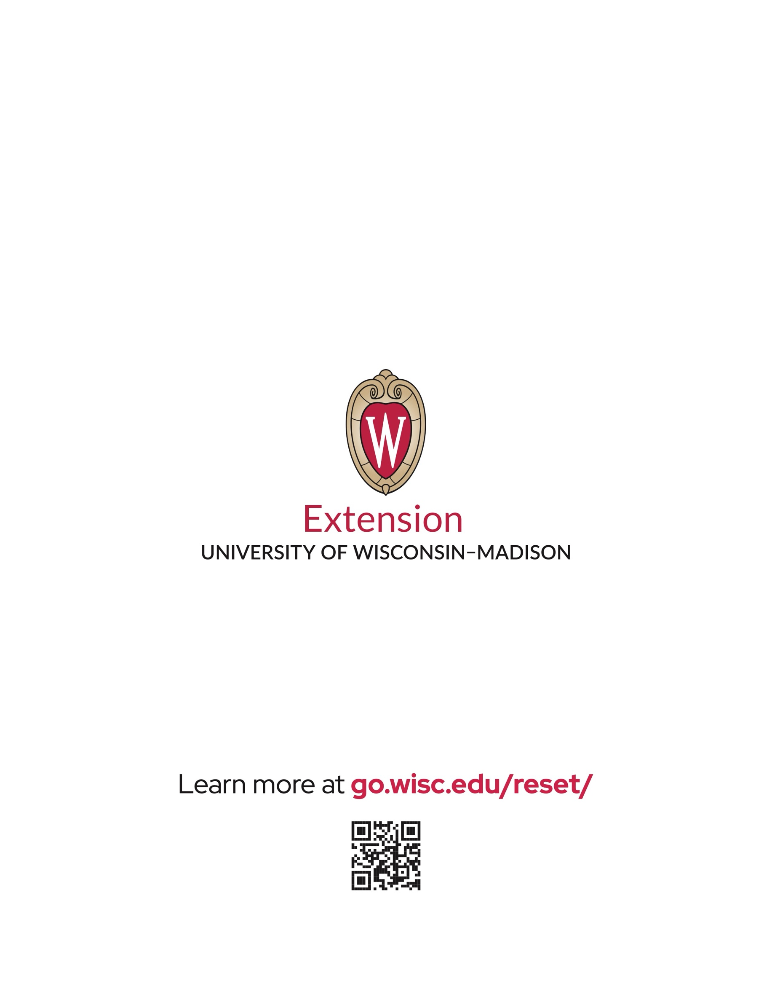 W
Extension
UNIVERSITY OF WISCONSIN–MADISON
Learn more at go.wisc.edu/reset/